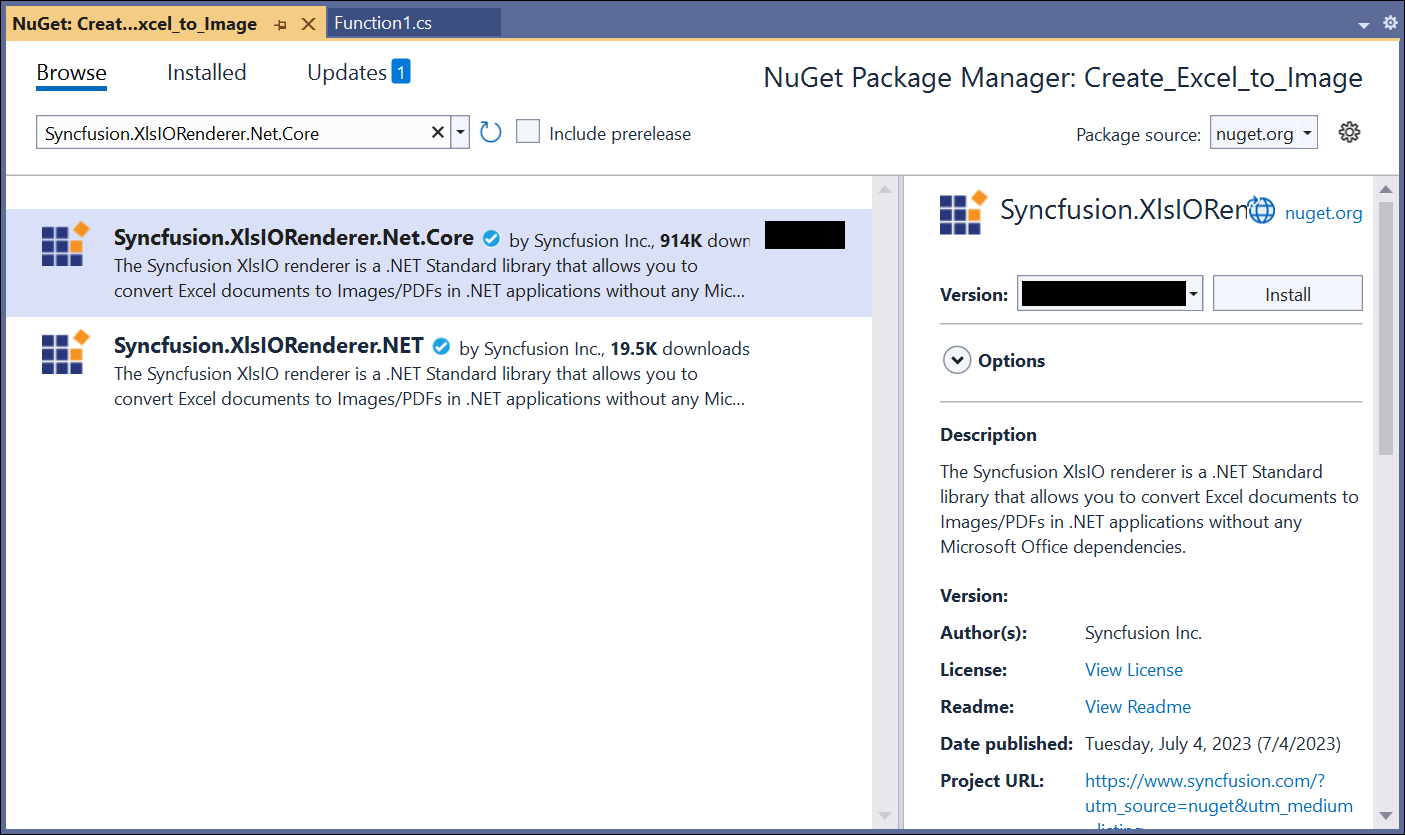 NuGet: Creat...xcel_to_Image
Function1.cs
Browse
Installed
Updates 1
NuGet Package Manager: Create_Excel_to_Image
Syncfusion.XlsIORenderer.Net.Core
Include prerelease
Package source: nuget.org
Syncfusion.XlsIORenderer.Net.Core by Syncfusion Inc., 914K down
The Syncfusion XlsIO renderer is a .NET Standard library that allows you to
convert Excel documents to Images/PDFs in .NET applications without any Mic...
Syncfusion.XlsIORenderer.NET by Syncfusion Inc., 19.5K downloads
The Syncfusion XlsIO renderer is a .NET Standard library that allows you to
convert Excel documents to Images/PDFs in .NET applications without any Mic...
Syncfusion.XlsIORen nuget.org
Version: Install
Options
Description
The Syncfusion XlsIO renderer is a .NET Standard
library that allows you to convert Excel documents to
Images/PDFs in .NET applications without any
Microsoft Office dependencies.
Version:
Author(s): Syncfusion Inc.
License: View License
Readme: View Readme
Date published: Tuesday, July 4, 2023 (7/4/2023)
Project URL: https://www.syncfusion.com/?
utm_source=nuget&utm_medium